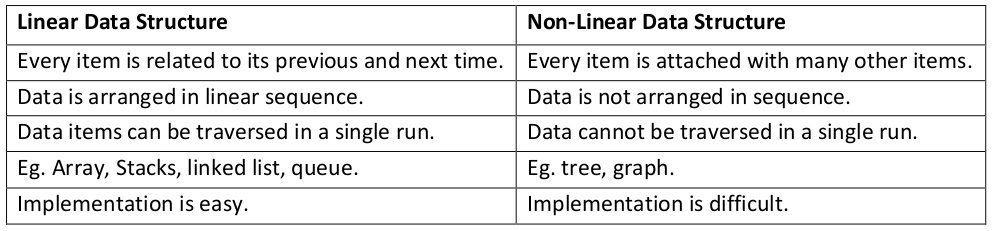 Linear Data Structure Non-Linear Data Structure
Every item is related to its previous and next time. Every item is attached with many other items.
Data is arranged in linear sequence. Data is not arranged in sequence.
Data items can be traversed in a single run. Data cannot be traversed in a single run.
Eg. Array, Stacks, linked list, queue. Eg. tree, graph.
Implementation is easy. Implementation is difficult.